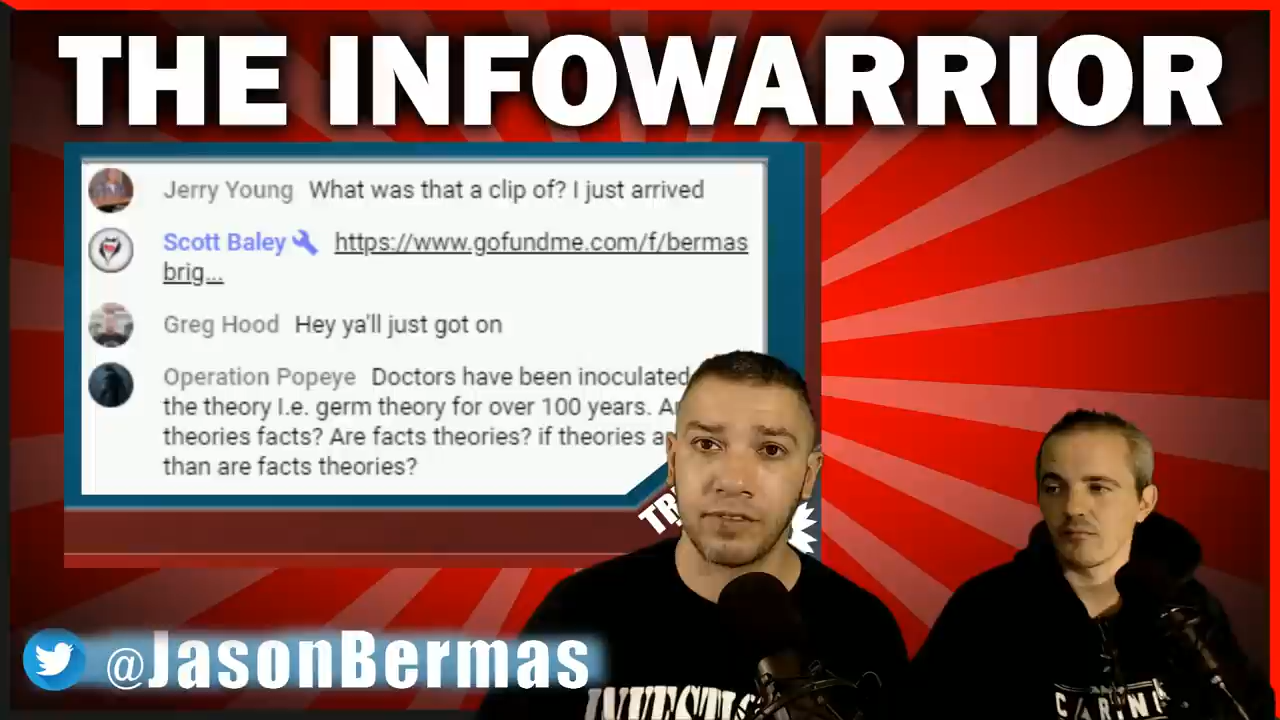 THE INFOWARRIOR
Jerry Young What was that a clip of? I just arrived
Scott Baley https://www.gofundme.com/f/bermas
brig...
Greg Hood Hey ya'll just got on
Operation Popeye Doctors have been inoculated
the theory I.e. germ theory for over 100 years.
theories facts? Are facts theories? if theories
than are facts theories?
@JasonBermas